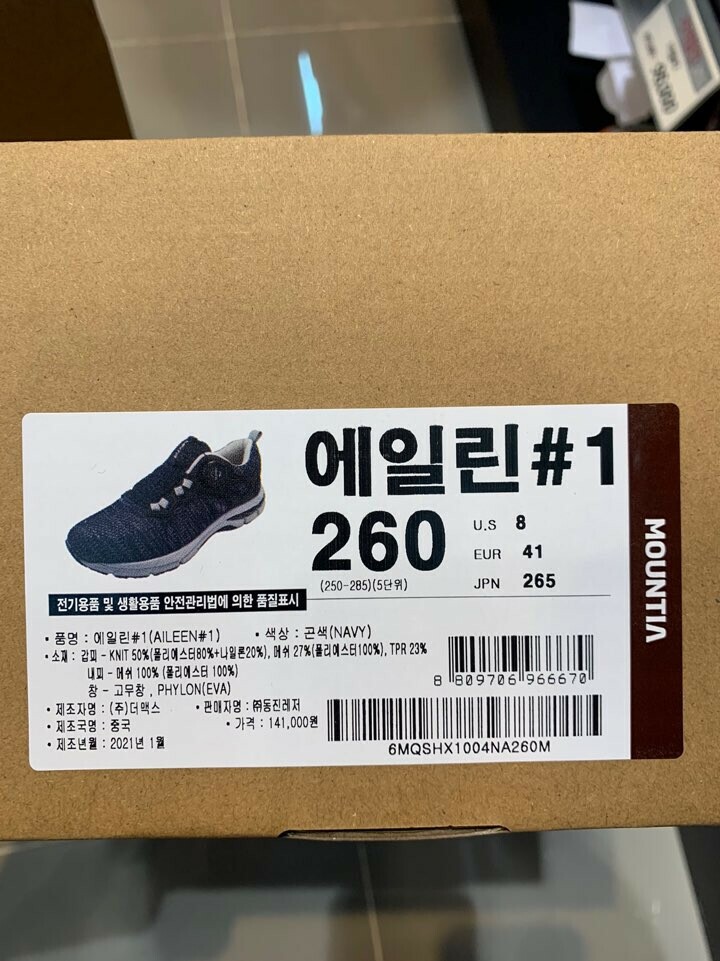 98,000
에일린#1
260
U.S 8
EUR 41
JPN 265
(250-285)(5단위)
MOUNTIA
전기용품 및 생활용품 안전관리법에 의한 품질표시
• 품명 : 에일린#1(AILEEN#1) • 색상 : 곤색(NAVY)
• 소재 : 갑피 - KNIT 50%(폴리에스터80%+나일론20%), 메쉬 27%(폴리에스터100%), TPR 23%
내피 - 메쉬 100% (폴리에스터 100%)
창 - 고무창 , PHYLON(EVA)
• 제조자명 : (주)더맥스 • 판매자명 : ㈜동진레저
• 제조국명 : 중국 • 가격 : 141,000원
• 제조년월 : 2021년 1월
8 809706 966670
6MQSHX1004NA260M